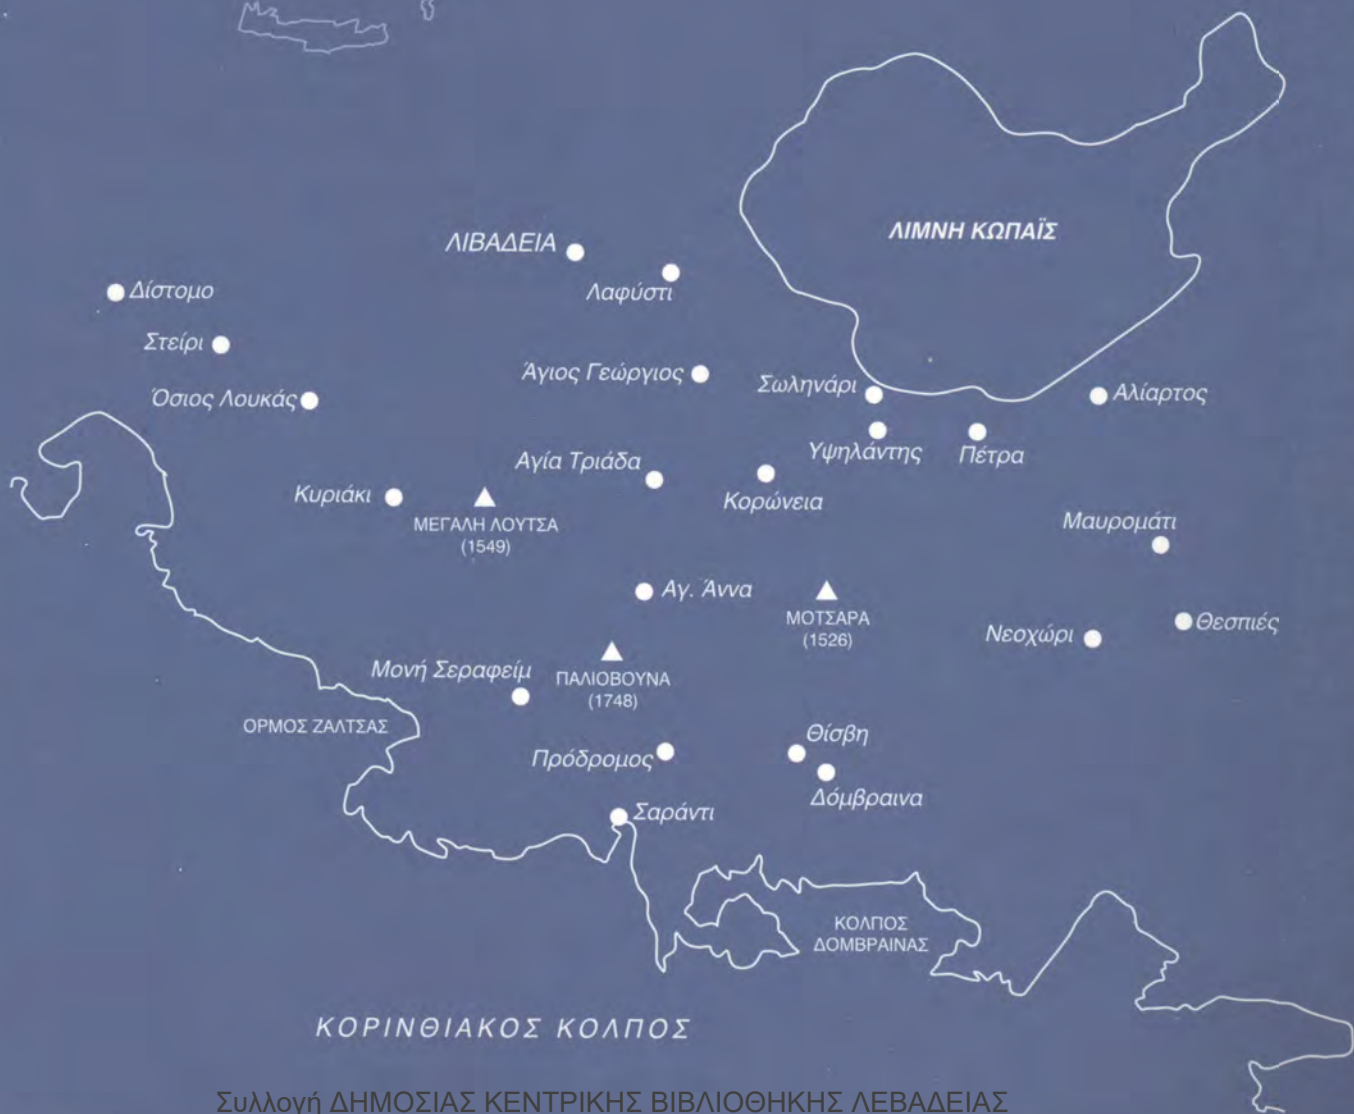 ΛΙΜΝΗ ΚΩΠΑΪΣ
ΛΙΒΑΔΕΙΑ
Λαφύστι
Δίστομο
Στείρι
Άγιος Γεώργιος
Σωληνάρι
Αλίαρτος
Όσιος Λουκάς
Υψηλάντης
Πέτρα
Αγία Τριάδα
Κορώνεια
Κυριάκι
ΜΕΓΑΛΗ ΛΟΥΤΣΑ
(1549)
Μαυρομάτι
Αγ. Άννα
ΜΟΤΣΑΡΑ
(1526)
Νεοχώρι
Θεσπιές
Μονή Σεραφείμ
ΠΑΛΙΟΒΟΥΝΑ
(1748)
ΟΡΜΟΣ ΖΑΛΤΣΑΣ
Πρόδρομος
Θίσβη
Δόμβραινα
Σαράντι
ΚΟΛΠΟΣ
ΔΟΜΒΡΑΙΝΑΣ
ΚΟΡΙΝΘΙΑΚΟΣ ΚΟΛΠΟΣ
Συλλογή ΔΗΜΟΣΙΑΣ ΚΕΝΤΡΙΚΗΣ ΒΙΒΛΙΟΘΗΚΗΣ ΛΕΒΑΔΕΙΑΣ